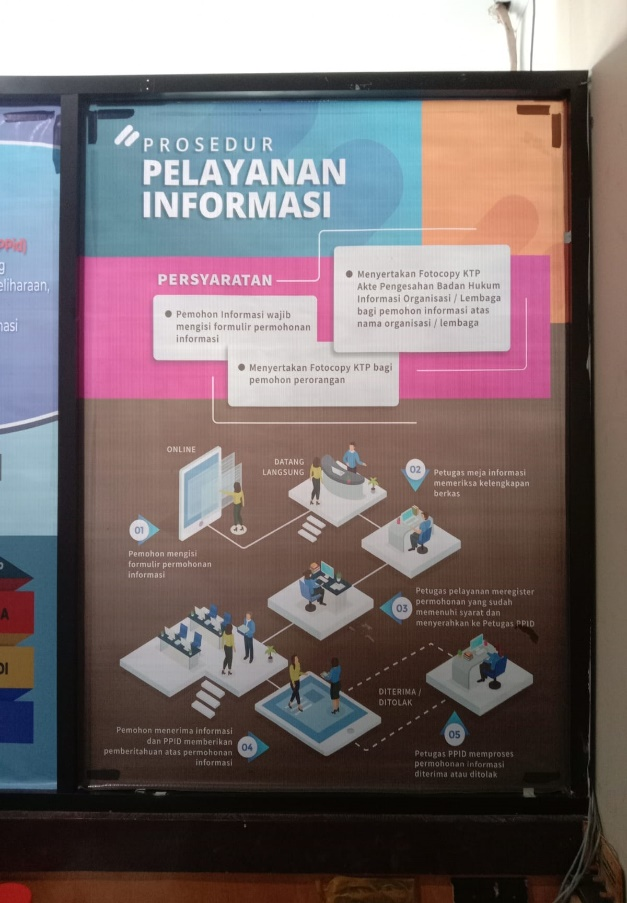 PROSEDUR
PELAYANAN
INFORMASI
PERSYARATAN
Pemohon Informasi wajib
mengisi formulir permohonan
informasi
Menyertakan Fotocopy KTP
Akte Pengesahan Badan Hukum
Informasi Organisasi / Lembaga
bagi pemohon informasi atas
nama organisasi / lembaga
Menyertakan Fotocopy KTP bagi
pemohon perorangan
ONLINE
DATANG
LANGSUNG
01
Pemohon mengisi
formulir permohonan
informasi
02
Petugas meja informasi
memeriksa kelengkapan
berkas
03
Petugas pelayanan meregister
permohonan yang sudah
memenuhi syarat dan
menyerahkan ke Petugas PPID
DITERIMA /
DITOLAK
04
Pemohon menerima informasi
dan PPID memberikan
pemberitahuan atas permohonan
informasi
05
Petugas PPID memproses
permohonan informasi
diterima atau ditolak